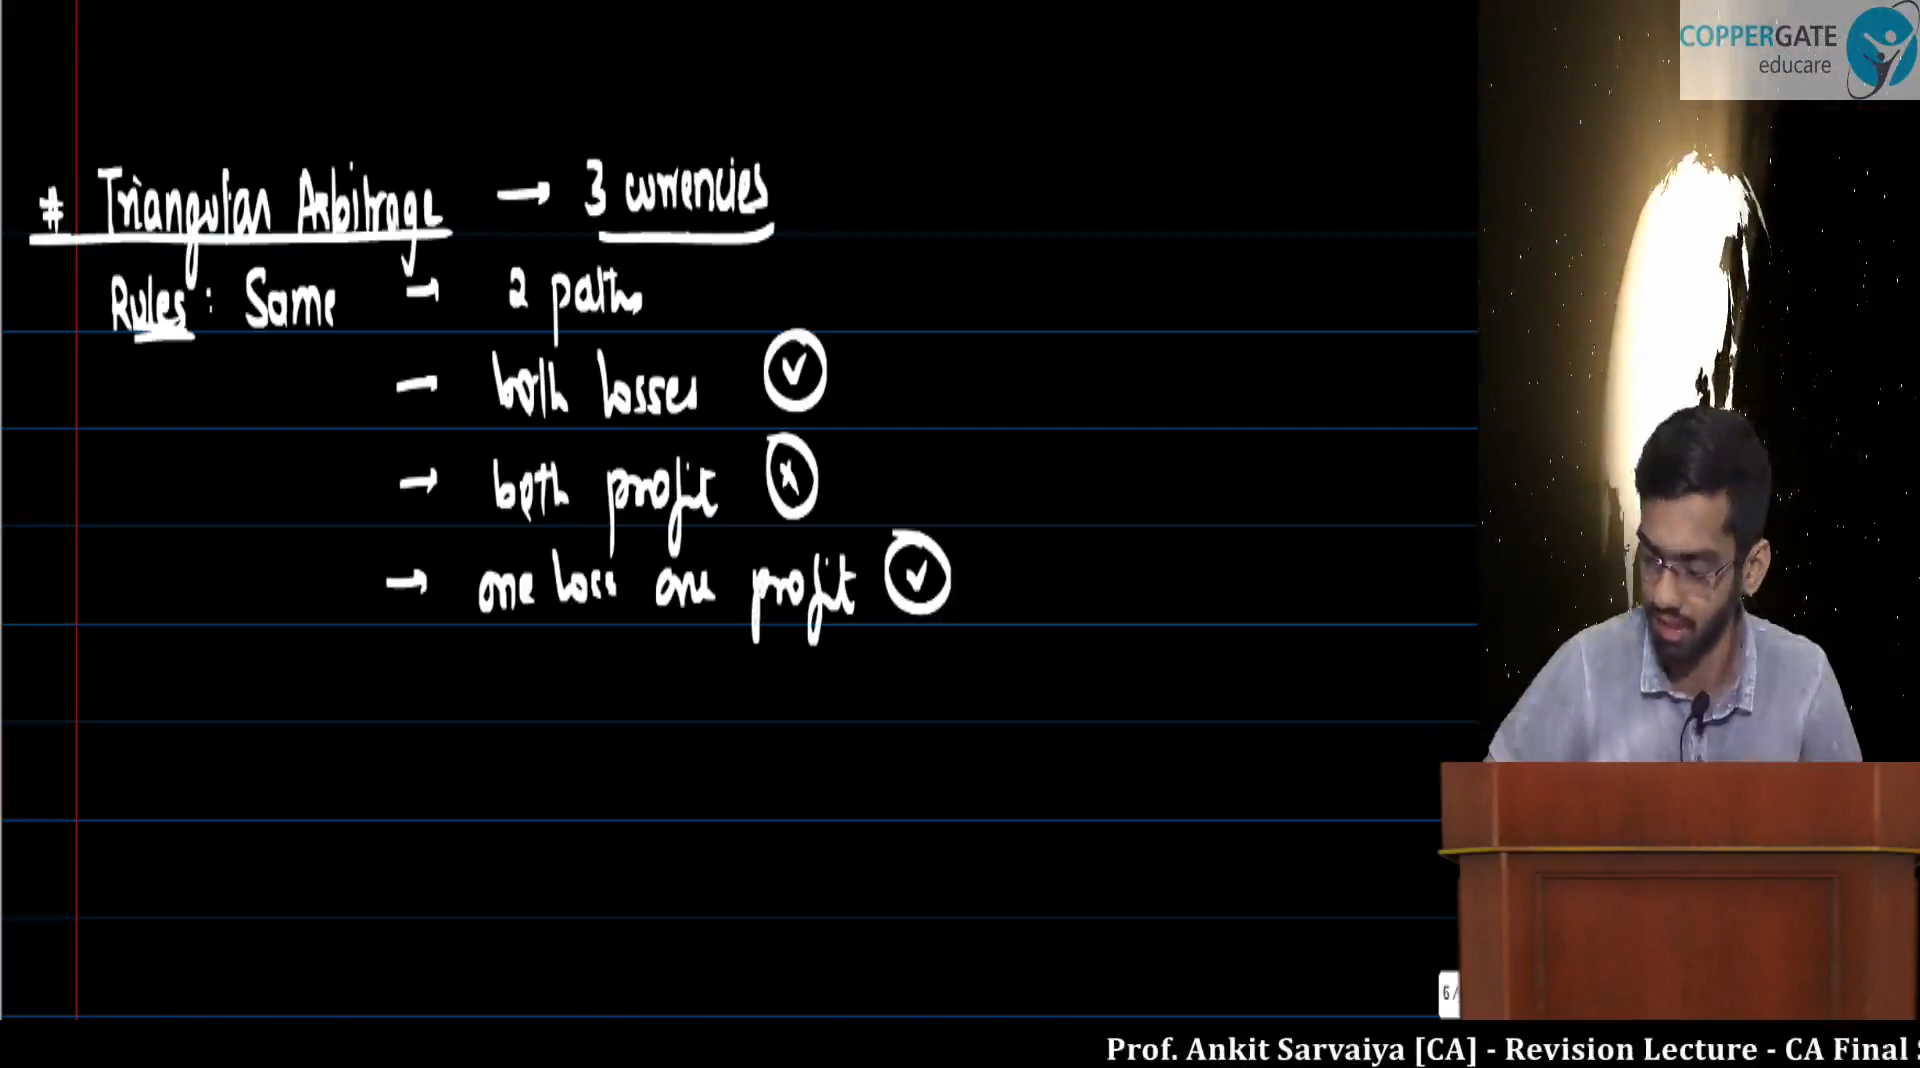 COPPERGATE
educare
# Triangular Arbitrage → 3 currencies
Rules : Same → 2 paths
→ both losses ✓
→ both profit x
→ one loss one profit ✓
6/
Prof. Ankit Sarvaiya [CA] - Revision Lecture - CA Final S